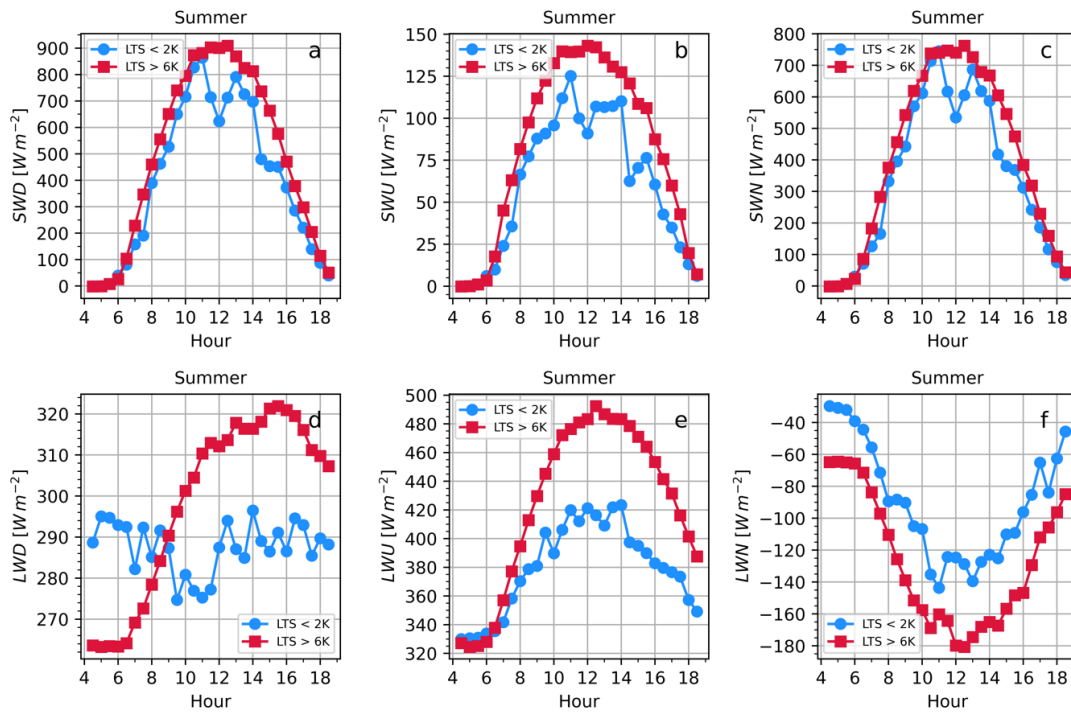 Summer
SWD [W m⁻²]
0
100
200
300
400
500
600
700
800
900
LTS < 2K
LTS > 6K
a
4 6 8 10 12 14 16 18
Hour
Summer
SWU [W m⁻²]
0
25
50
75
100
125
150
LTS < 2K
LTS > 6K
b
4 6 8 10 12 14 16 18
Hour
Summer
SWN [W m⁻²]
0
100
200
300
400
500
600
700
800
LTS < 2K
LTS > 6K
c
4 6 8 10 12 14 16 18
Hour
Summer
LWD [W m⁻²]
260
270
280
290
300
310
320
d
LTS < 2K
LTS > 6K
4 6 8 10 12 14 16 18
Hour
Summer
LWU [W m⁻²]
320
340
360
380
400
420
440
460
480
500
LTS < 2K
LTS > 6K
e
4 6 8 10 12 14 16 18
Hour
Summer
LWN [W m⁻²]
−180
−160
−140
−120
−100
−80
−60
−40
f
LTS < 2K
LTS > 6K
4 6 8 10 12 14 16 18
Hour